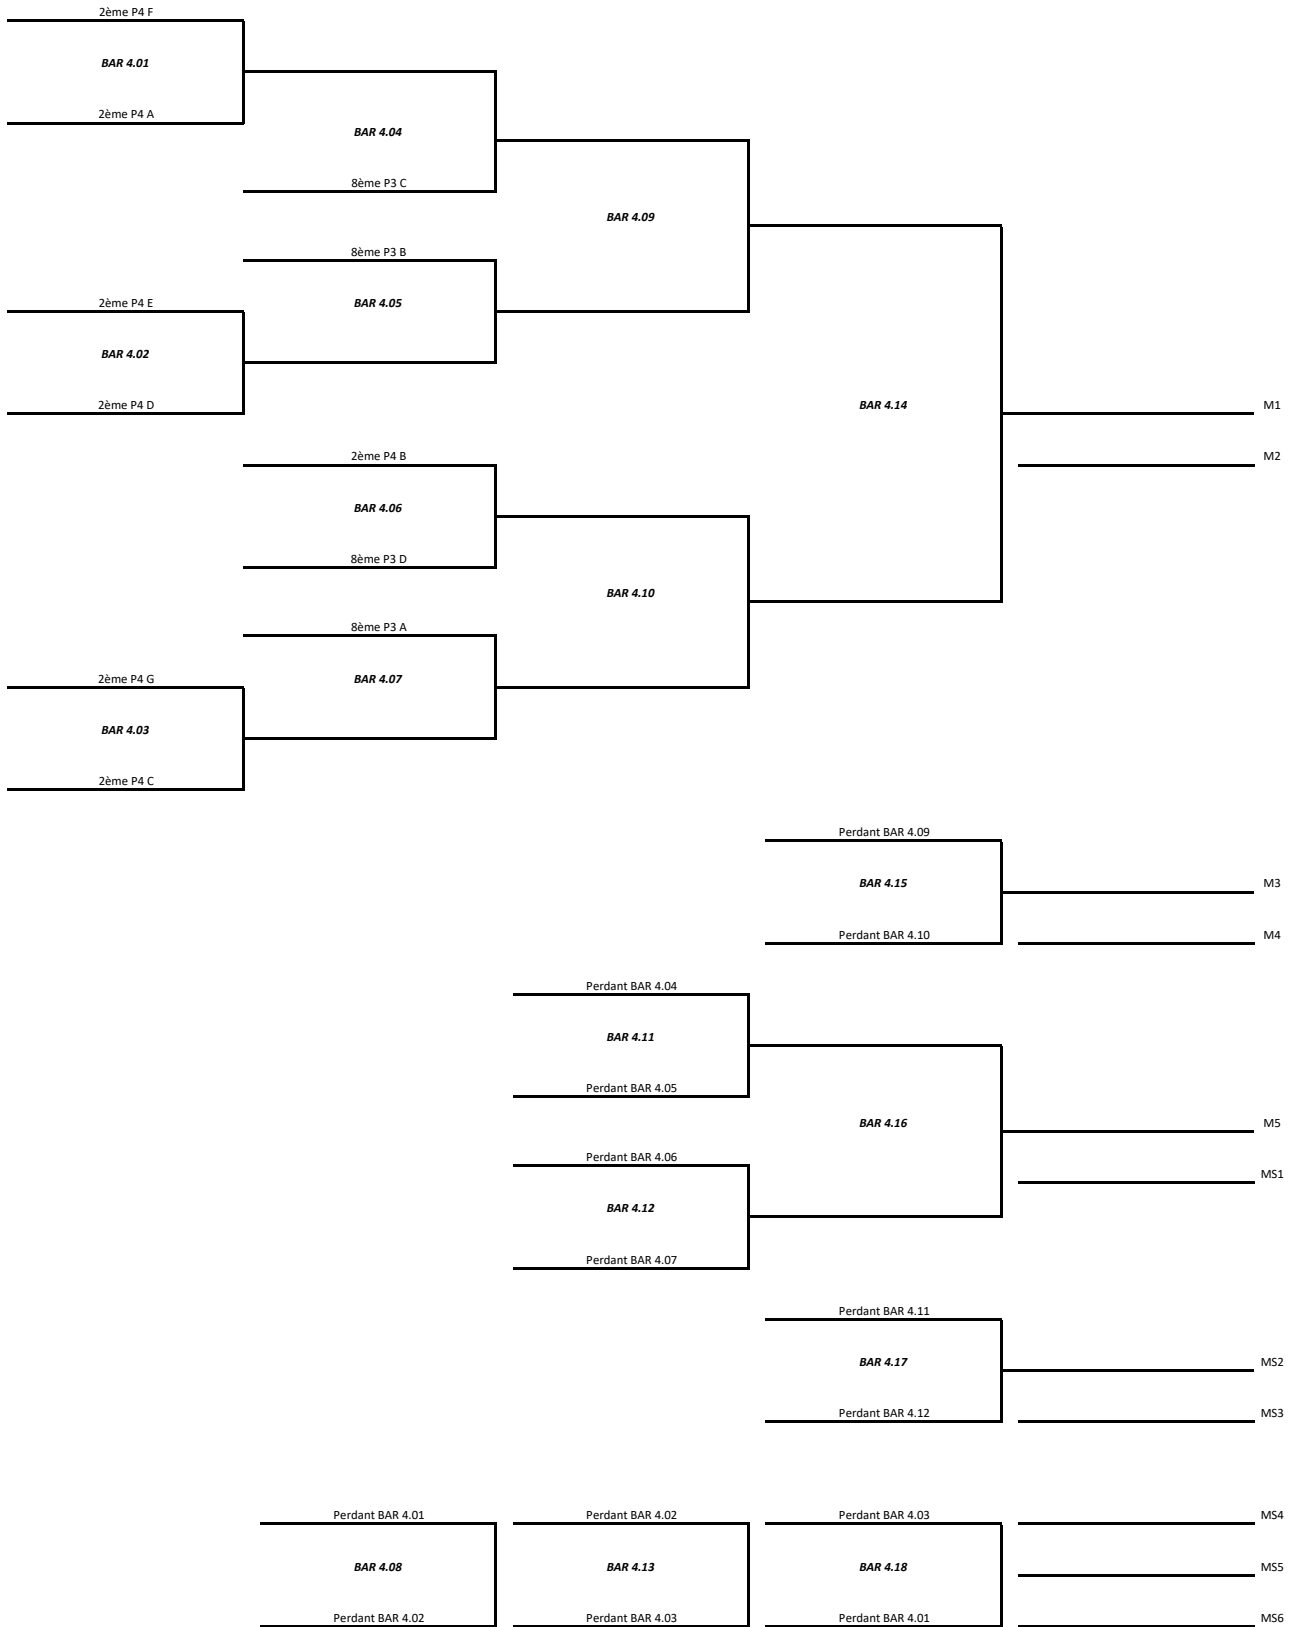 2ème P4 F
BAR 4.01
2ème P4 A
BAR 4.04
8ème P3 C
BAR 4.09
8ème P3 B
2ème P4 E
BAR 4.05
BAR 4.02
2ème P4 D
BAR 4.14
M1
2ème P4 B
M2
BAR 4.06
8ème P3 D
BAR 4.10
8ème P3 A
2ème P4 G
BAR 4.07
BAR 4.03
2ème P4 C
Perdant BAR 4.09
BAR 4.15
M3
Perdant BAR 4.10
M4
Perdant BAR 4.04
BAR 4.11
Perdant BAR 4.05
BAR 4.16
M5
Perdant BAR 4.06
MS1
BAR 4.12
Perdant BAR 4.07
Perdant BAR 4.11
BAR 4.17
MS2
Perdant BAR 4.12
MS3
Perdant BAR 4.01
Perdant BAR 4.02
Perdant BAR 4.03
MS4
BAR 4.08
BAR 4.13
BAR 4.18
MS5
Perdant BAR 4.02
Perdant BAR 4.03
Perdant BAR 4.01
MS6